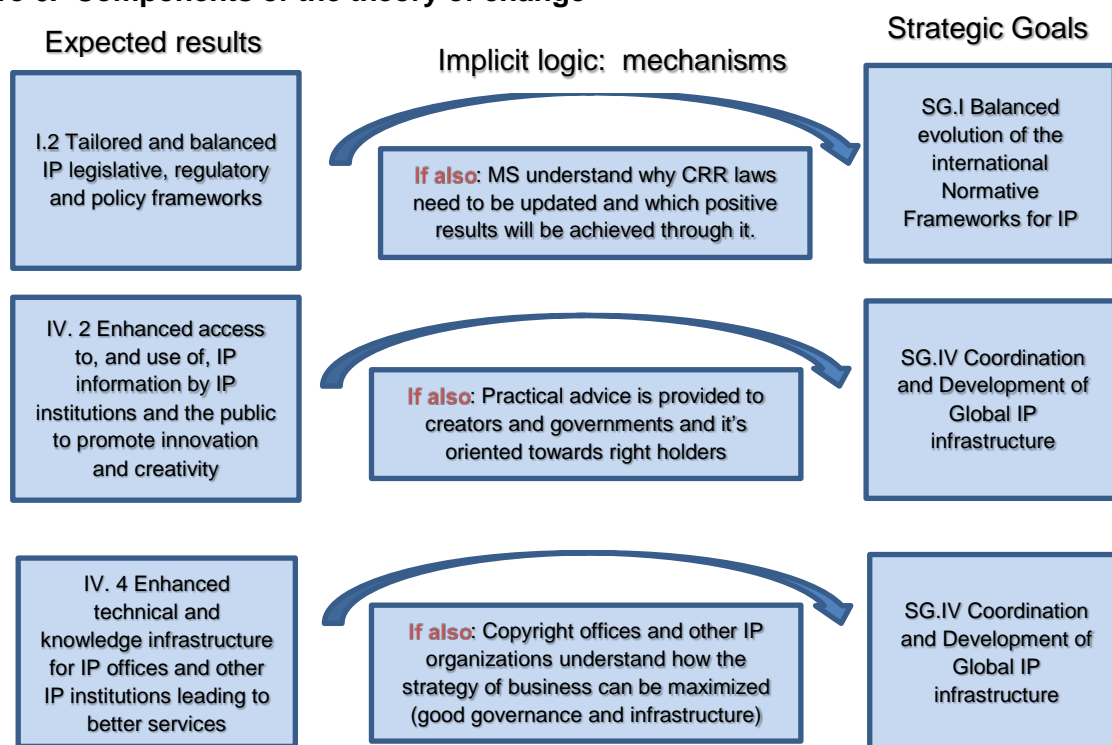 Components of the theory of change
Expected results
Implicit logic: mechanisms
Strategic Goals
I.2 Tailored and balanced
IP legislative, regulatory
and policy frameworks
If also: MS understand why CRR laws
need to be updated and which positive
results will be achieved through it.
SG.I Balanced
evolution of the
international
Normative
Frameworks for IP
IV. 2 Enhanced access
to, and use of, IP
information by IP
institutions and the public
to promote innovation
and creativity
If also: Practical advice is provided to
creators and governments and it's
oriented towards right holders
SG.IV Coordination
and Development of
Global IP
infrastructure
IV. 4 Enhanced
technical and
knowledge infrastructure
for IP offices and other
IP institutions leading to
better services
If also: Copyright offices and other IP
organizations understand how the
strategy of business can be maximized
(good governance and infrastructure)
SG.IV Coordination
and Development of
Global IP
infrastructure